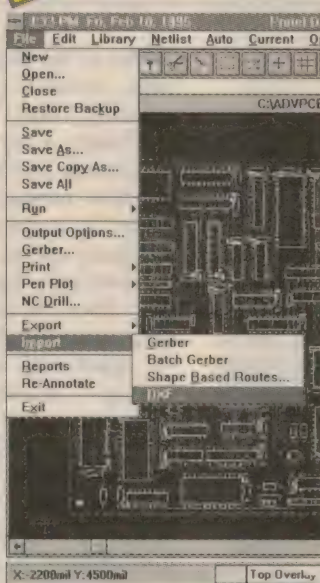 1:33 PM Fri, Feb 10, 1995
File Edit Library Netlist Auto Current
C:\ADVPCB
New
Open...
Close
Restore Backup
Save
Save As...
Save Copy As...
Save All
Run
Output Options...
Gerber...
Print
Pen Plot
NC Drill...
Export
Import
Reports
Re-Annotate
Exit
Gerber
Batch Gerber
Shape Based Routes...
DXF
X:-2200mil Y:4500mil
Top Overlay